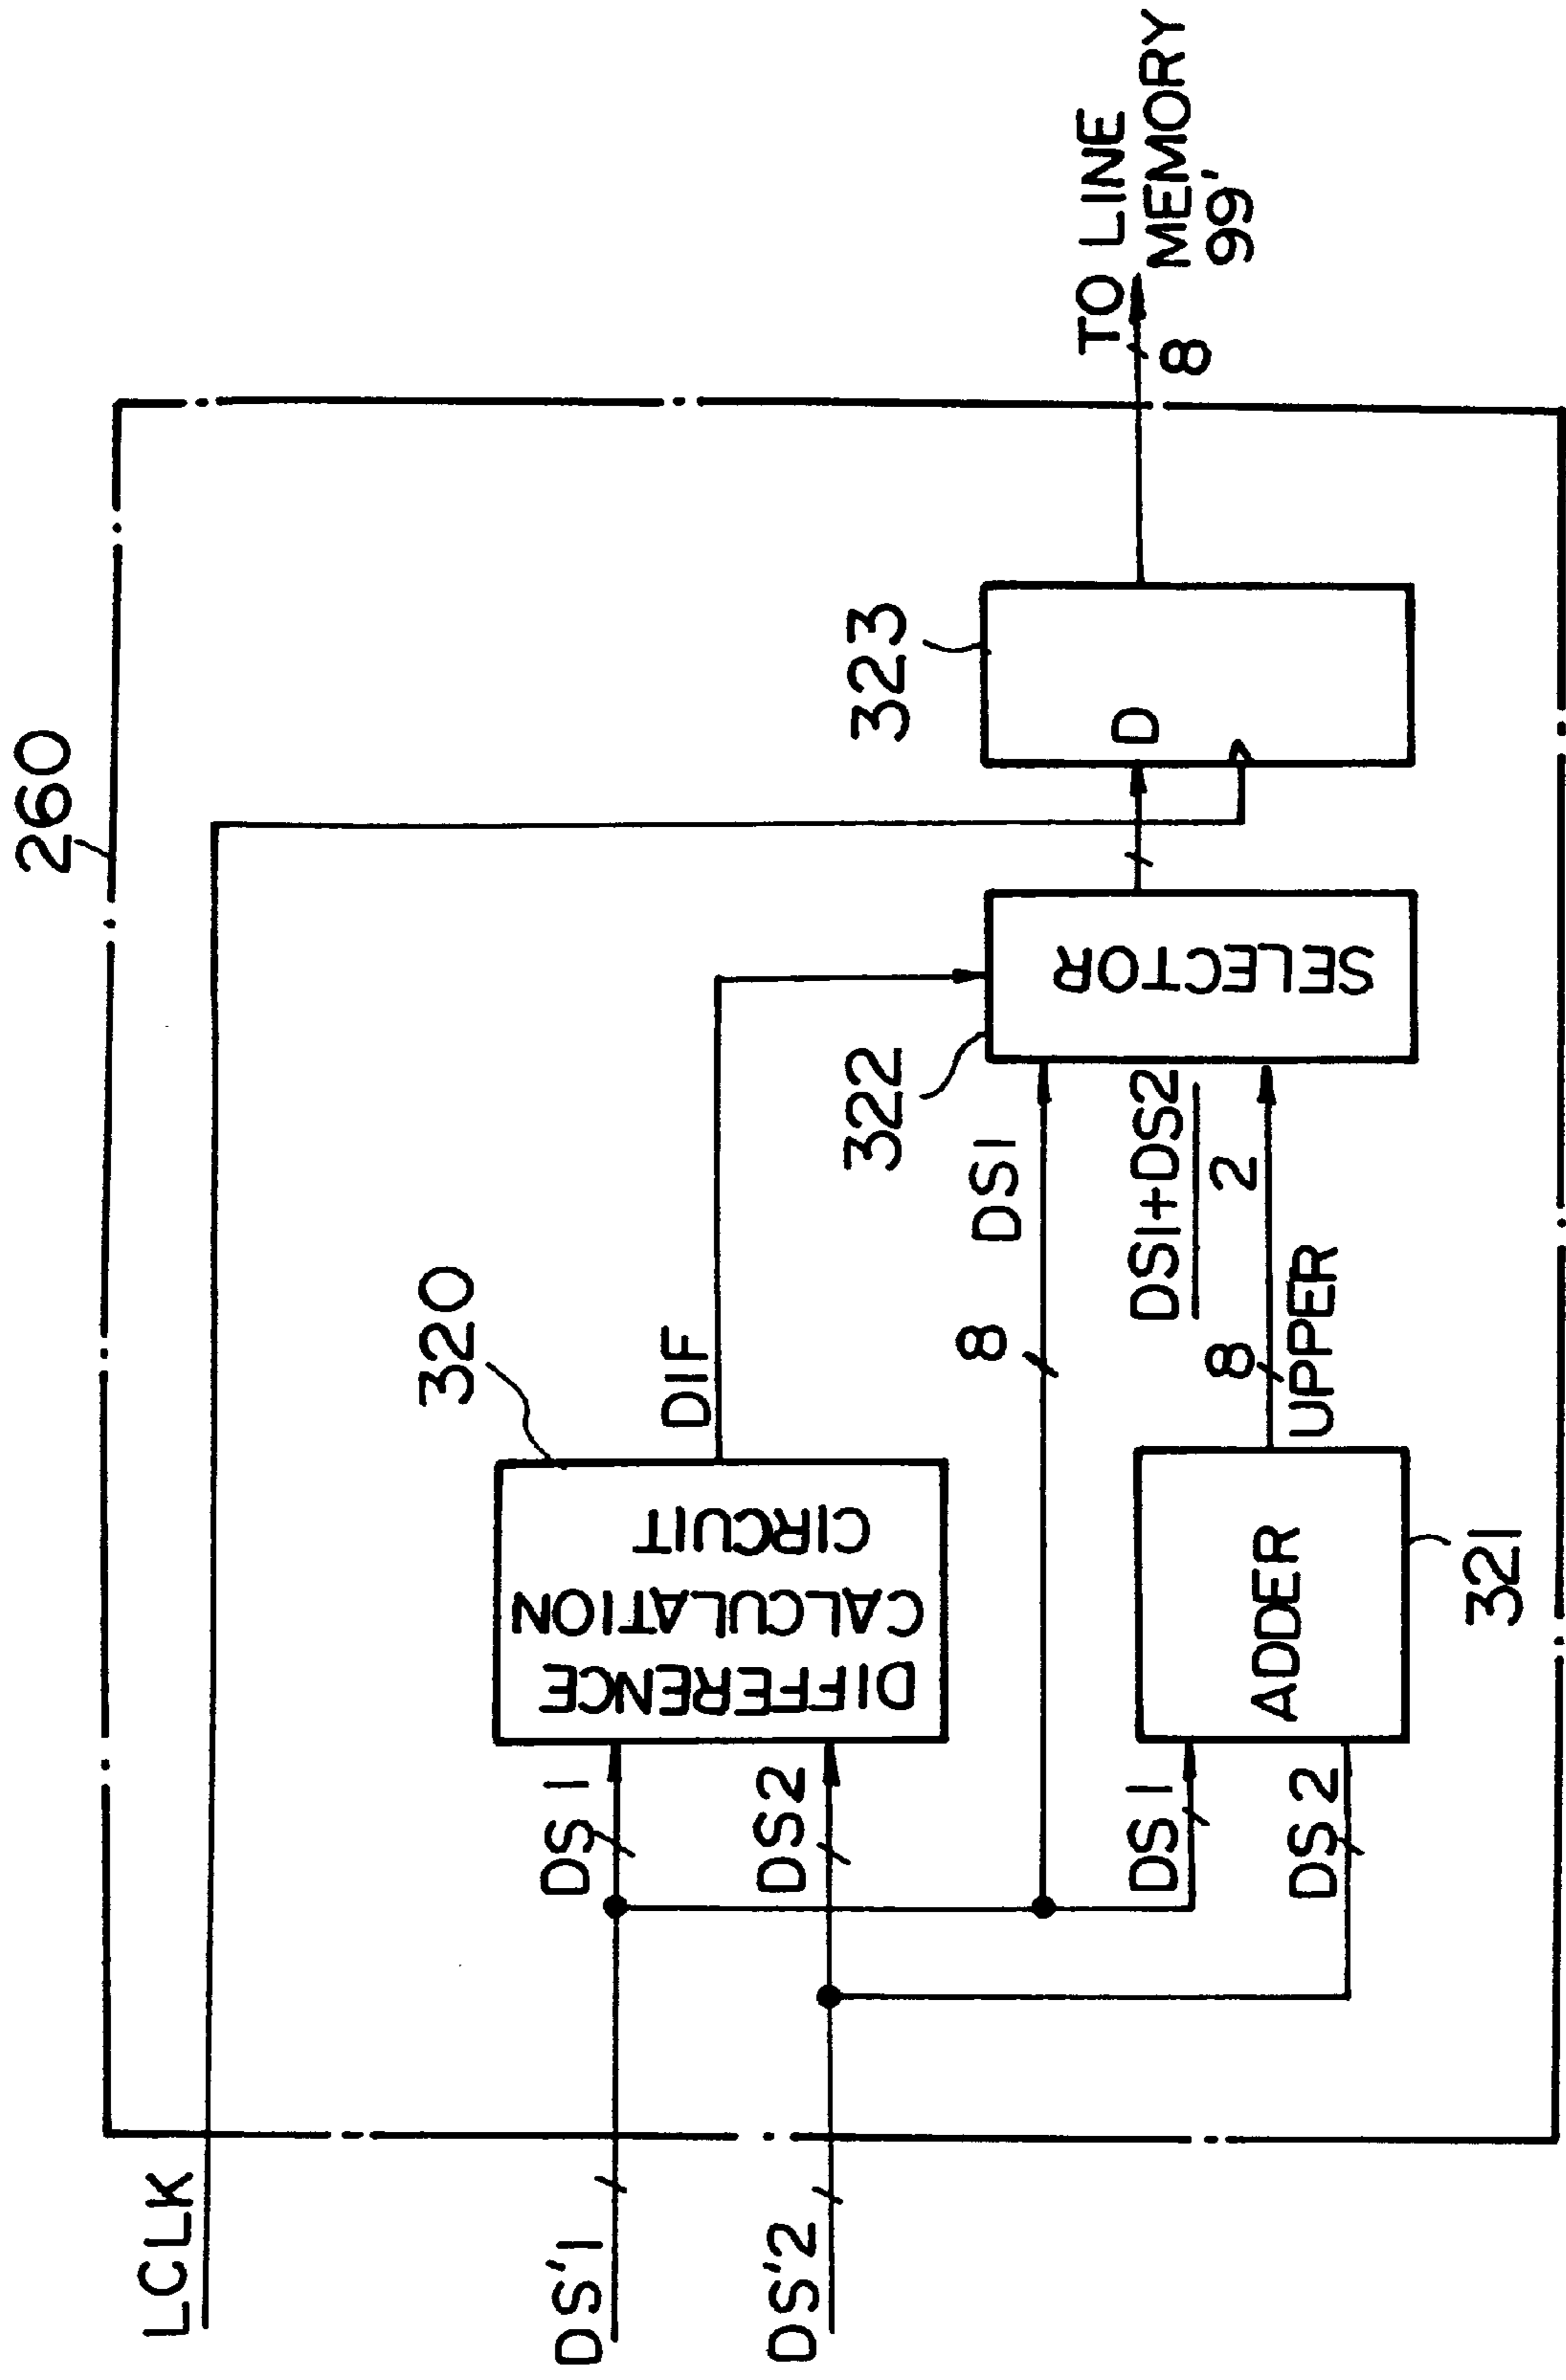 260
LCLK
DS'1
DS'2
320
DS1
DS2
DIFFERENCE
CALCULATION
CIRCUIT
DIF
8
DS1
322
SELECTOR
323
D
DS1
DS2
ADDER
321
8
UPPER
DS1+DS2
2
8
TO LINE
MEMORY
99'